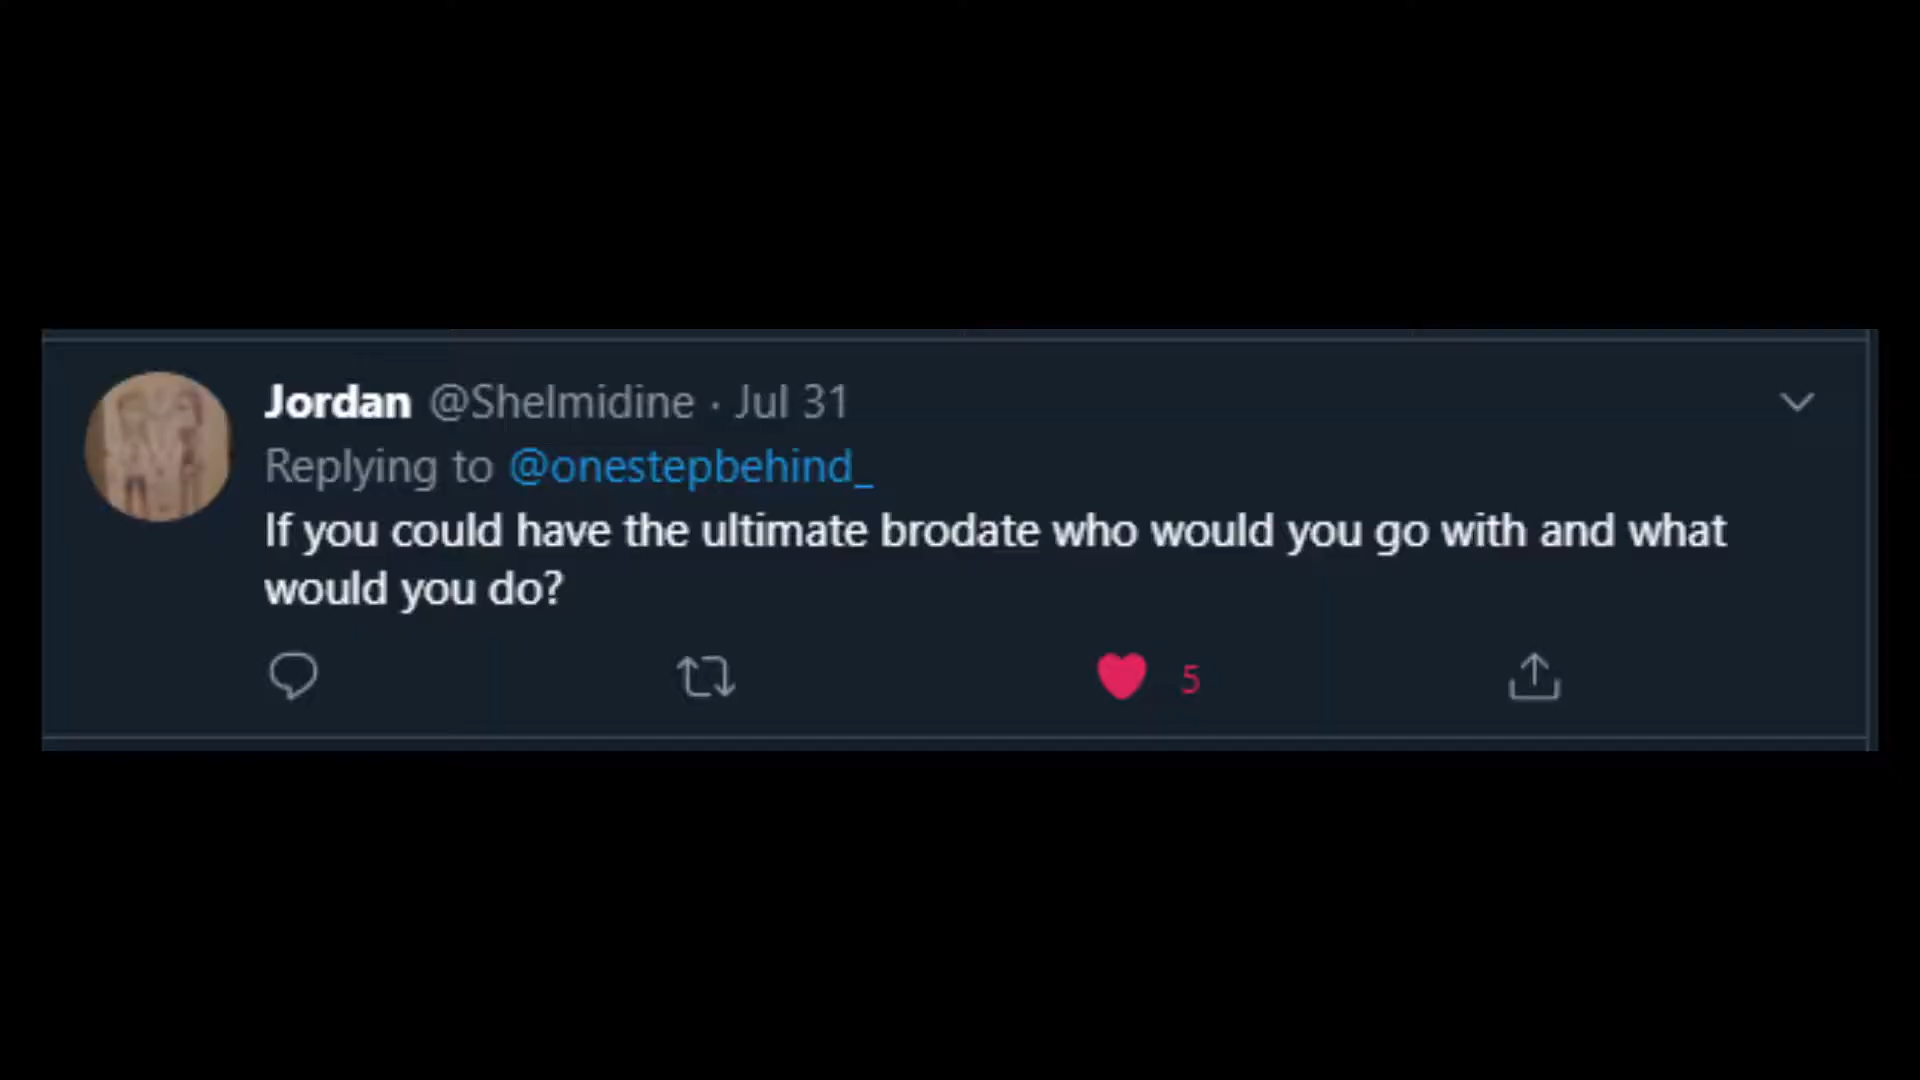 Jordan @Shelmidine · Jul 31
Replying to @onestepbehind_
If you could have the ultimate brodate who would you go with and what
would you do?
5